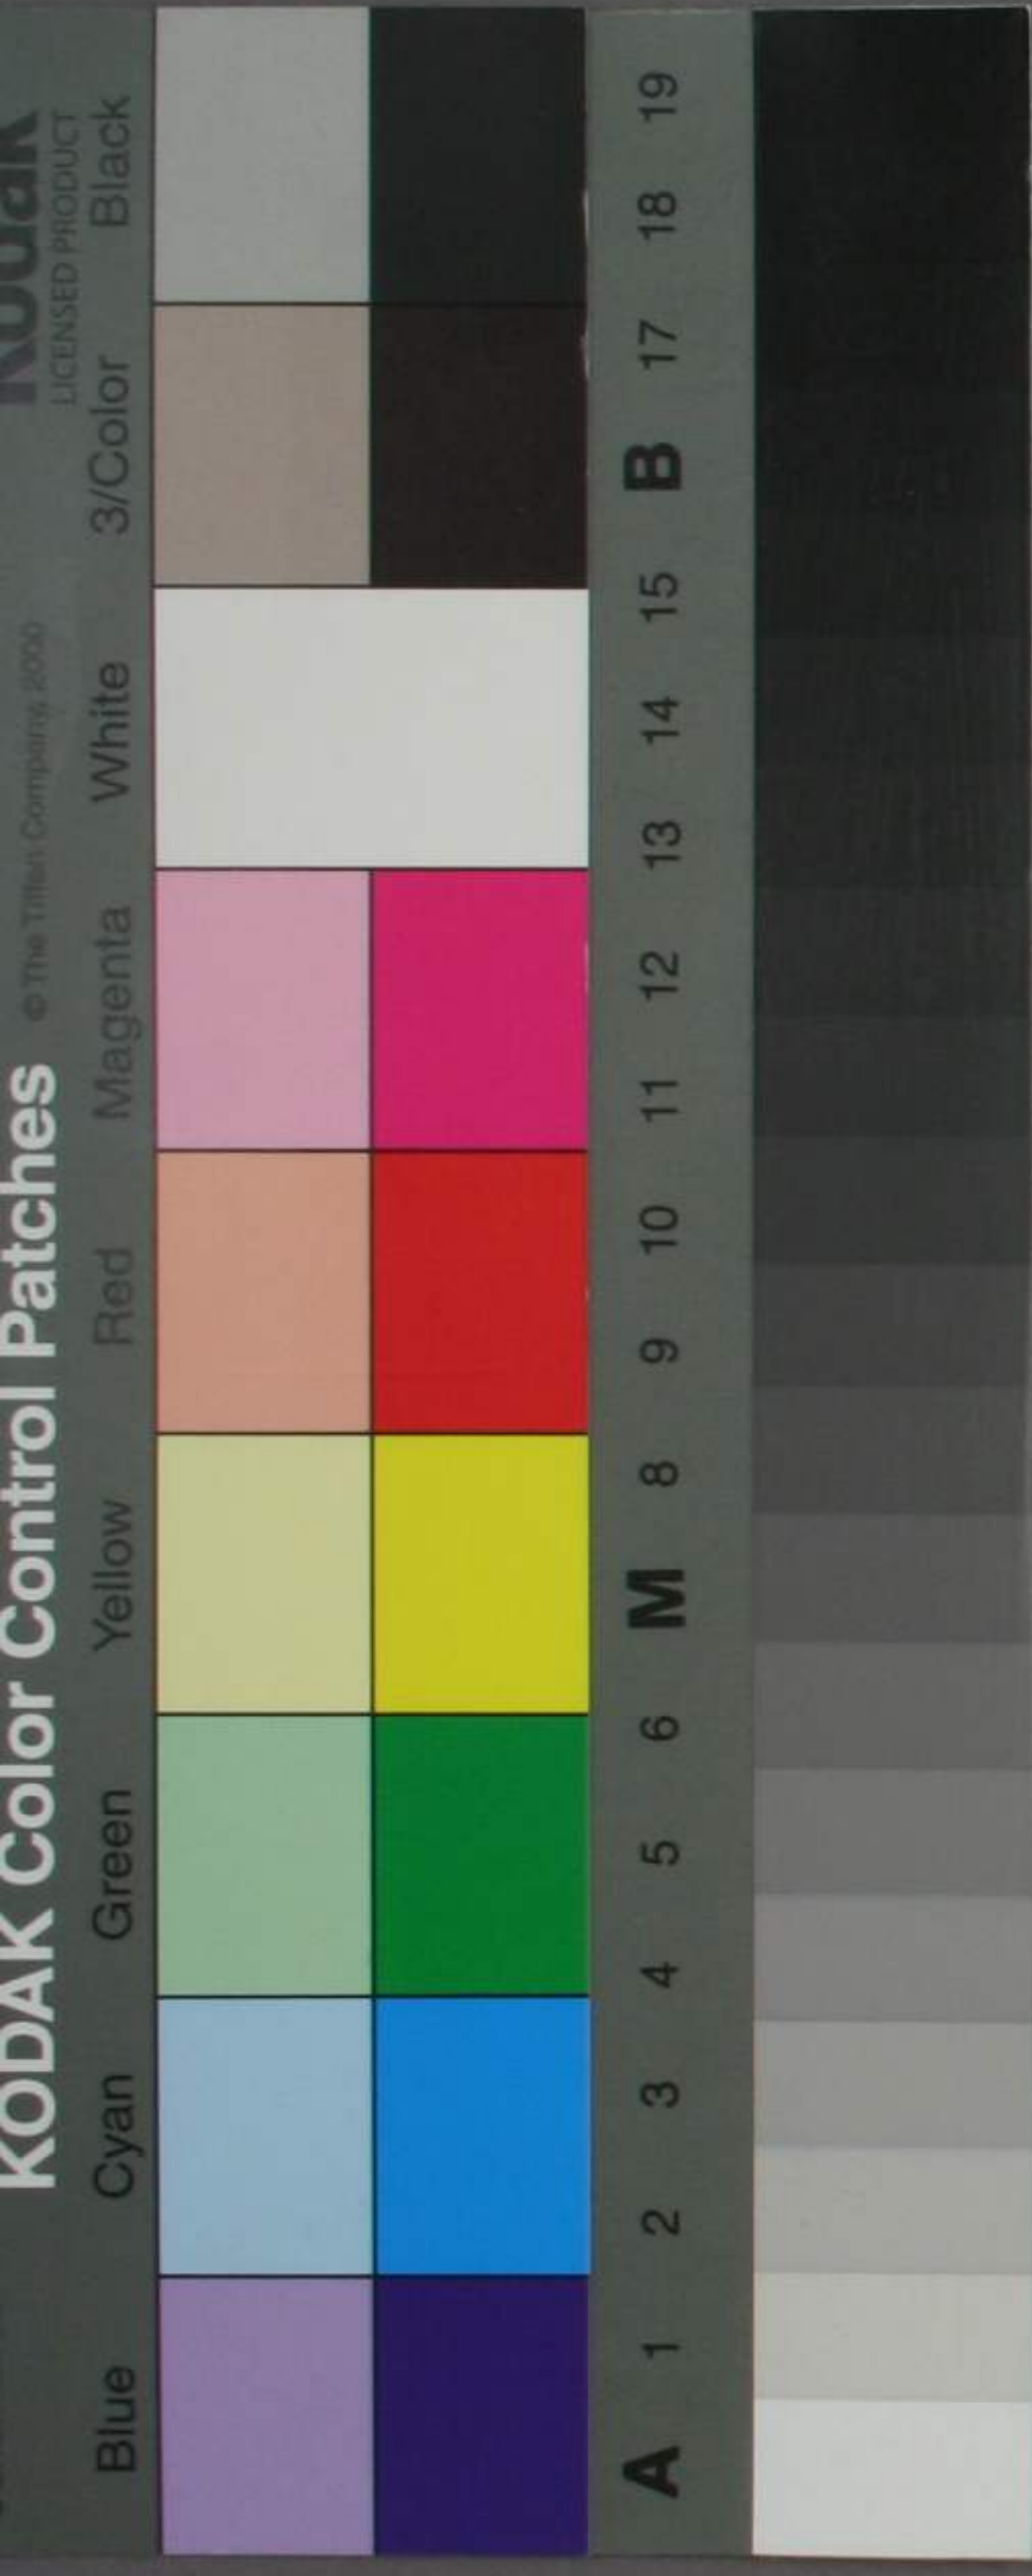 Kodak
LICENSED PRODUCT
KODAK Color Control Patches © The Tiffen Company, 2000
Blue Cyan Green Yellow Red Magenta White 3/Color Black
A 1 2 3 4 5 6 M 8 9 10 11 12 13 14 15 B 17 18 19